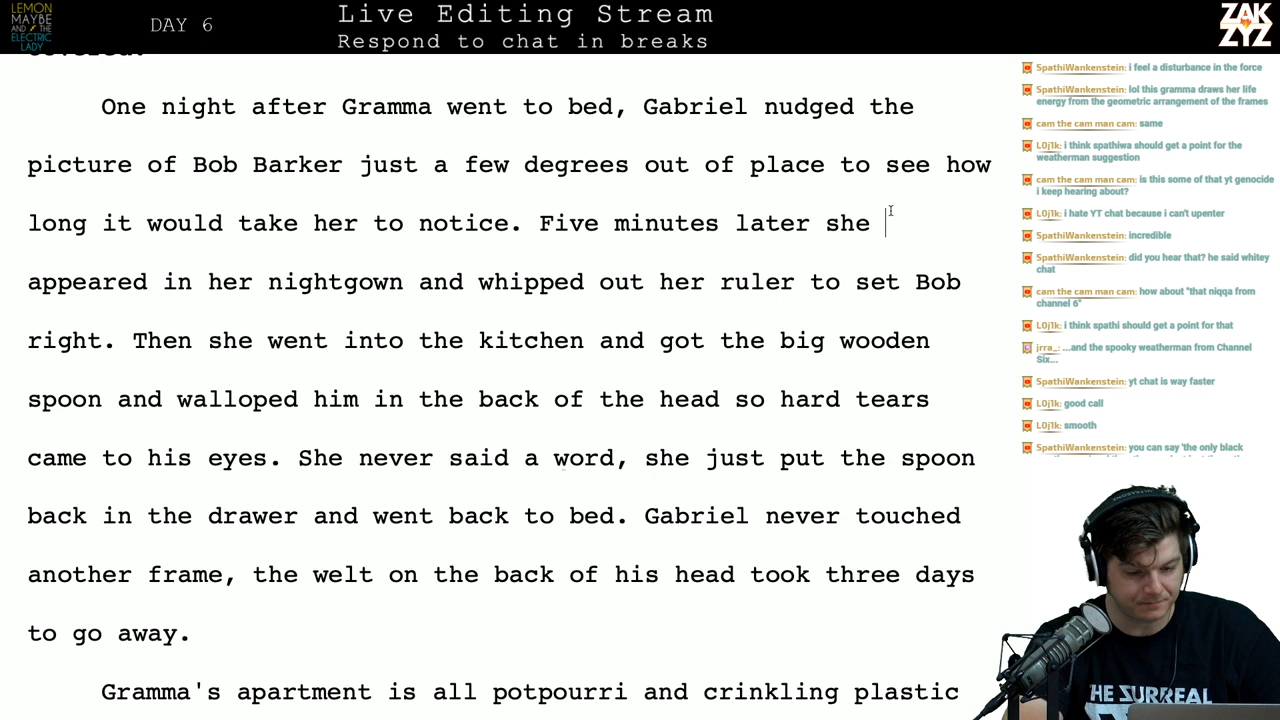 LEMON
MAYBE
AND THE
ELECTRIC
LADY
DAY 6
Live Editing Stream
Respond to chat in breaks
ZAK
ZYZ
covered.
One night after Gramma went to bed, Gabriel nudged the
picture of Bob Barker just a few degrees out of place to see how
long it would take her to notice. Five minutes later she
appeared in her nightgown and whipped out her ruler to set Bob
right. Then she went into the kitchen and got the big wooden
spoon and walloped him in the back of the head so hard tears
came to his eyes. She never said a word, she just put the spoon
back in the drawer and went back to bed. Gabriel never touched
another frame, the welt on the back of his head took three days
to go away.
Gramma's apartment is all potpourri and crinkling plastic
SpathiWankenstein: i feel a disturbance in the force
SpathiWankenstein: lol this gramma draws her life
energy from the geometric arrangement of the frames
cam the cam man cam: same
L0j1k: i think spathiwa should get a point for the
weatherman suggestion
cam the cam man cam: is this some of that yt genocide
i keep hearing about?
L0j1k: i hate YT chat because i can't upenter
SpathiWankenstein: incredible
SpathiWankenstein: did you hear that? he said whitey
chat
cam the cam man cam: how about "that niqqa from
channel 6"
L0j1k: i think spathi should get a point for that
jrra_: ...and the spooky weatherman from Channel
Six...
SpathiWankenstein: yt chat is way faster
L0j1k: good call
L0j1k: smooth
SpathiWankenstein: you can say 'the only black
THE SURREAL